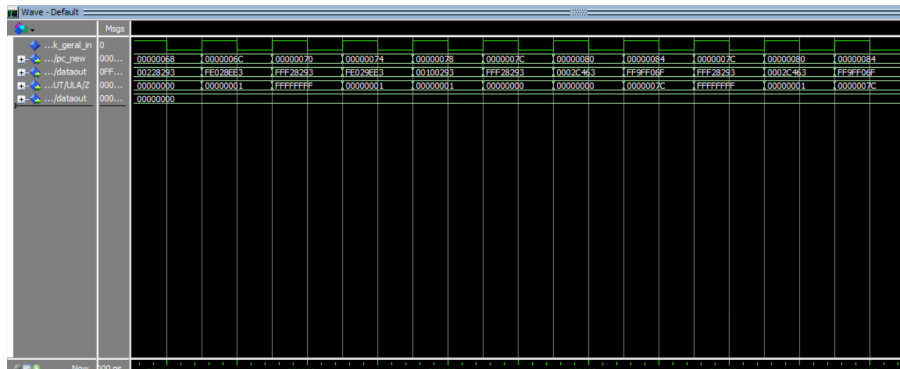 Wave - Default
Msgs
...k_geral_in 0
.../pc_new 000... 00000068 0000006C 00000070 00000074 00000078 0000007C 00000080 00000084 0000007C 00000080 00000084
.../dataout 0FF... 00228293 FE028EE3 FFF28293 FE029EE3 00100293 FFF28293 0002C463 FF9FF06F FFF28293 0002C463 FF9FF06F
...UT/ULA/Z 000... 00000000 00000001 FFFFFFFF 00000001 00000001 00000000 00000000 0000007C FFFFFFFF 00000001 0000007C
.../dataout 000... 00000000